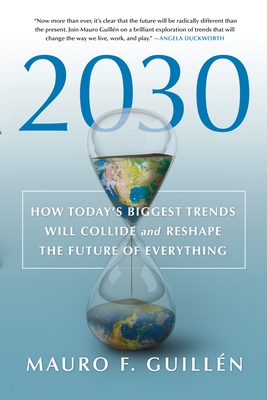 "Now more than ever, it's clear that the future will be radically different than
the present. Join Mauro Guillén on a brilliant exploration of trends that will
change the way we live, work, and play." —ANGELA DUCKWORTH
2030
HOW TODAY'S BIGGEST TRENDS
WILL COLLIDE and RESHAPE
THE FUTURE OF EVERYTHING
MAURO F. GUILLÉN